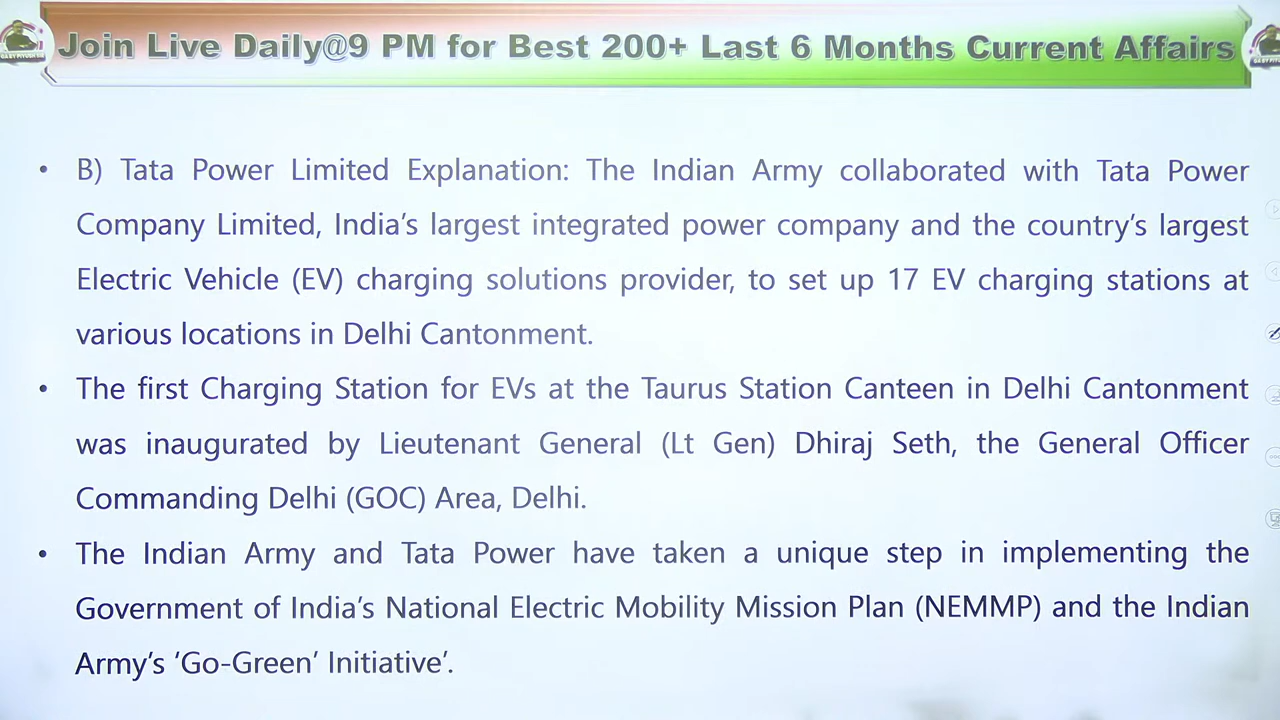 Join Live Daily@9 PM for Best 200+ Last 6 Months Current Affairs
• B) Tata Power Limited Explanation: The Indian Army collaborated with Tata Power
Company Limited, India’s largest integrated power company and the country’s largest
Electric Vehicle (EV) charging solutions provider, to set up 17 EV charging stations at
various locations in Delhi Cantonment.
• The first Charging Station for EVs at the Taurus Station Canteen in Delhi Cantonment
was inaugurated by Lieutenant General (Lt Gen) Dhiraj Seth, the General Officer
Commanding Delhi (GOC) Area, Delhi.
• The Indian Army and Tata Power have taken a unique step in implementing the
Government of India’s National Electric Mobility Mission Plan (NEMMP) and the Indian
Army’s ‘Go-Green’ Initiative’.